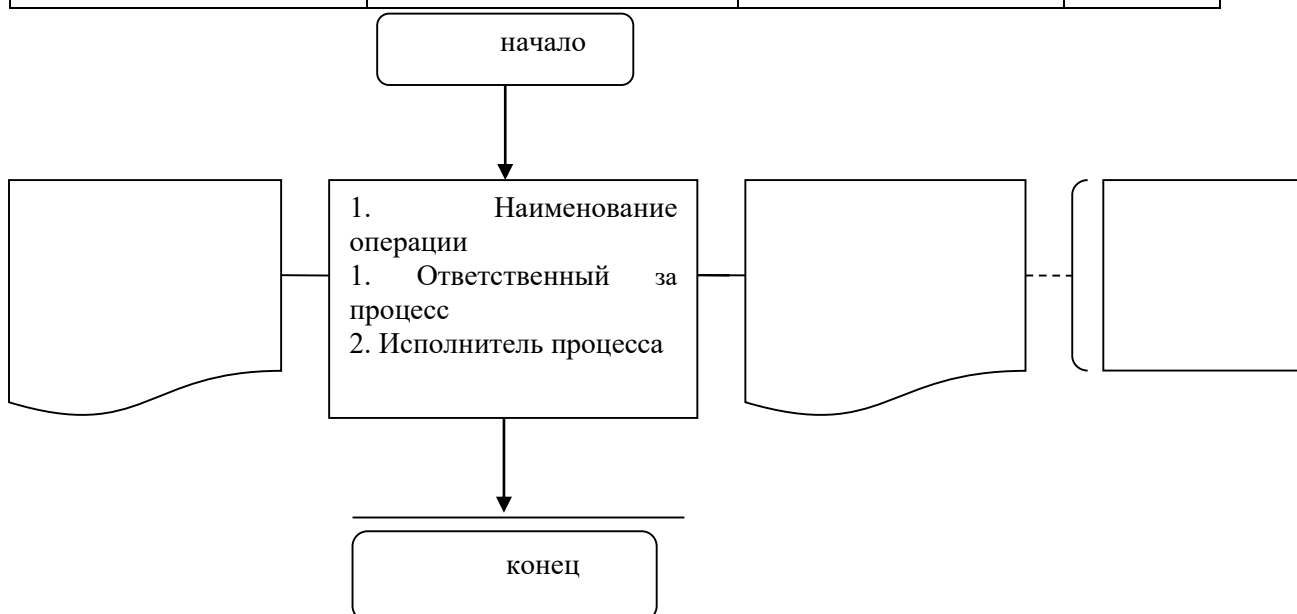 начало
1. Наименование
операции
1. Ответственный за
процесс
2. Исполнитель процесса
конец